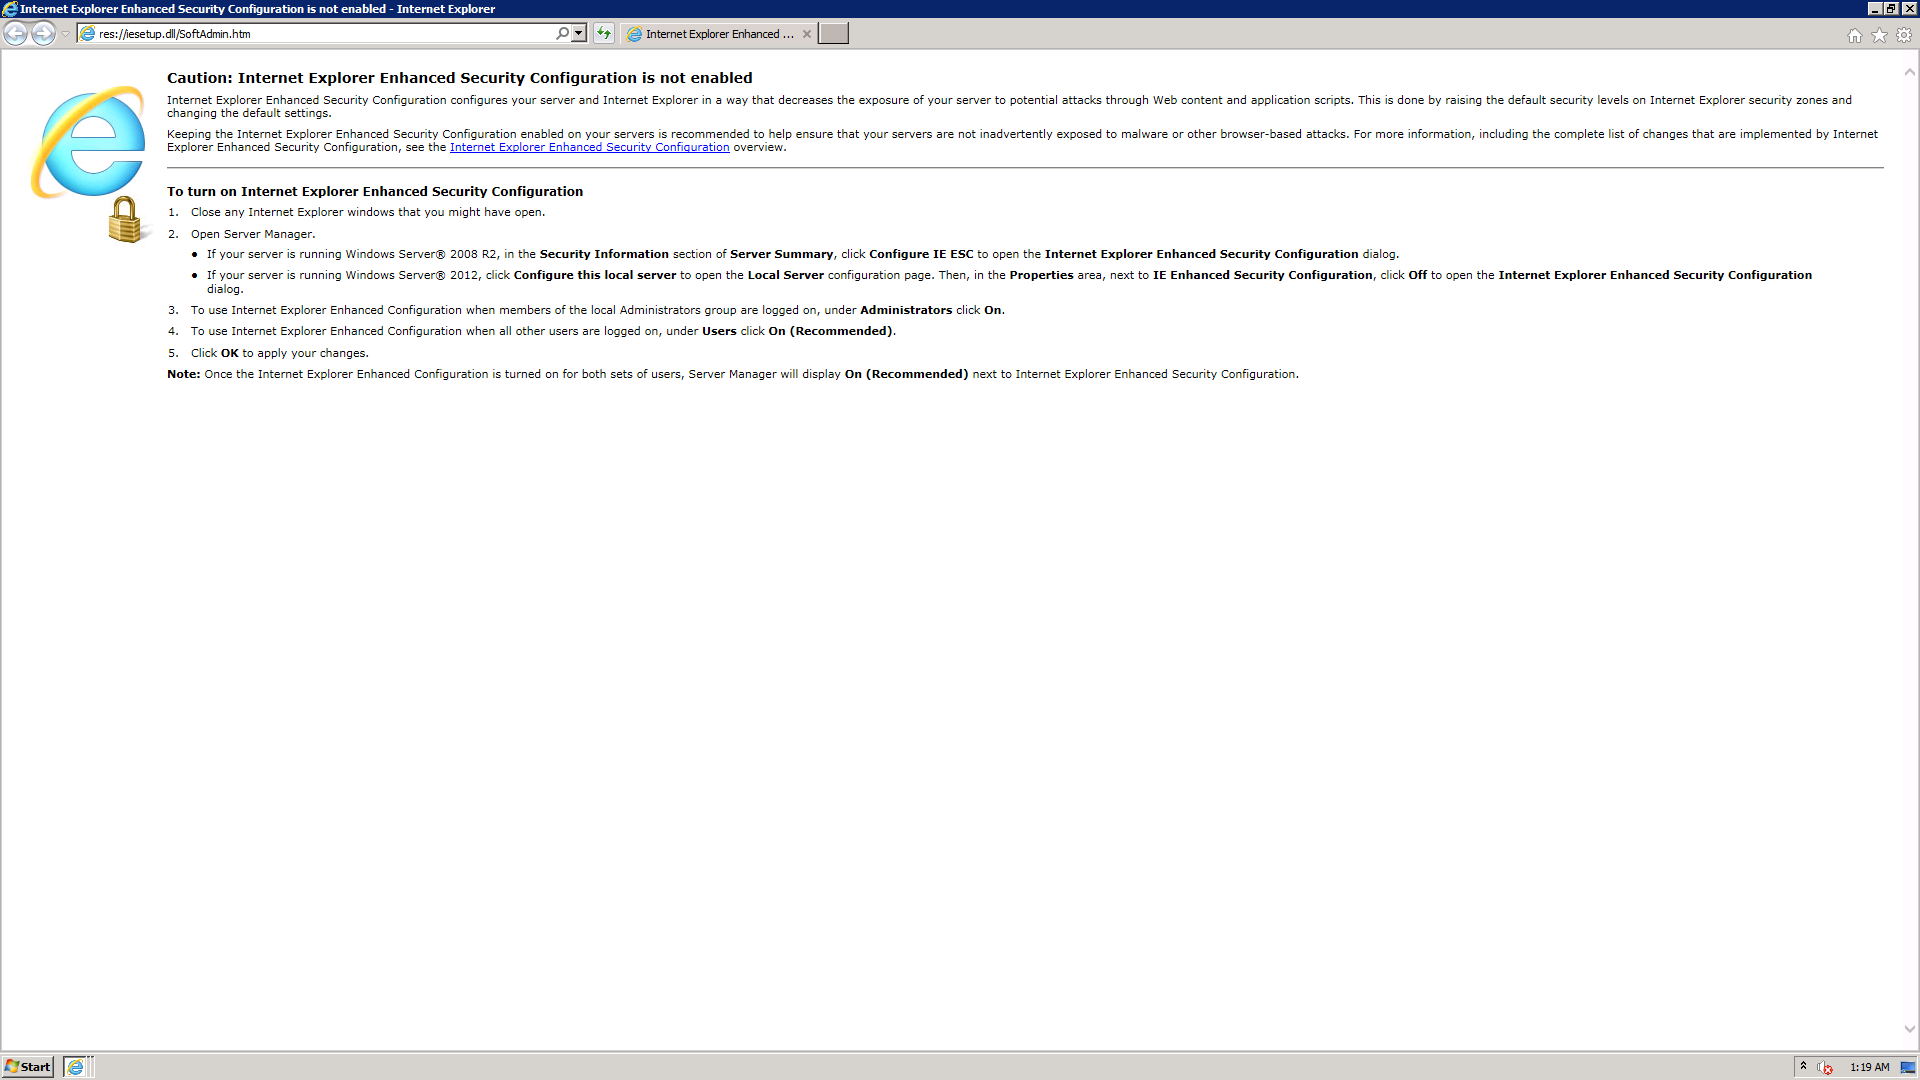 Internet Explorer Enhanced Security Configuration is not enabled - Internet Explorer
res://iesetup.dll/SoftAdmin.htm
Internet Explorer Enhanced ...
Caution: Internet Explorer Enhanced Security Configuration is not enabled
Internet Explorer Enhanced Security Configuration configures your server and Internet Explorer in a way that decreases the exposure of your server to potential attacks through Web content and application scripts. This is done by raising the default security levels on Internet Explorer security zones and
changing the default settings.
Keeping the Internet Explorer Enhanced Security Configuration enabled on your servers is recommended to help ensure that your servers are not inadvertently exposed to malware or other browser-based attacks. For more information, including the complete list of changes that are implemented by Internet
Explorer Enhanced Security Configuration, see the Internet Explorer Enhanced Security Configuration overview.
To turn on Internet Explorer Enhanced Security Configuration
1. Close any Internet Explorer windows that you might have open.
2. Open Server Manager.
• If your server is running Windows Server® 2008 R2, in the Security Information section of Server Summary, click Configure IE ESC to open the Internet Explorer Enhanced Security Configuration dialog.
• If your server is running Windows Server® 2012, click Configure this local server to open the Local Server configuration page. Then, in the Properties area, next to IE Enhanced Security Configuration, click Off to open the Internet Explorer Enhanced Security Configuration
dialog.
3. To use Internet Explorer Enhanced Configuration when members of the local Administrators group are logged on, under Administrators click On.
4. To use Internet Explorer Enhanced Configuration when all other users are logged on, under Users click On (Recommended).
5. Click OK to apply your changes.
Note: Once the Internet Explorer Enhanced Configuration is turned on for both sets of users, Server Manager will display On (Recommended) next to Internet Explorer Enhanced Security Configuration.
Start
1:19 AM